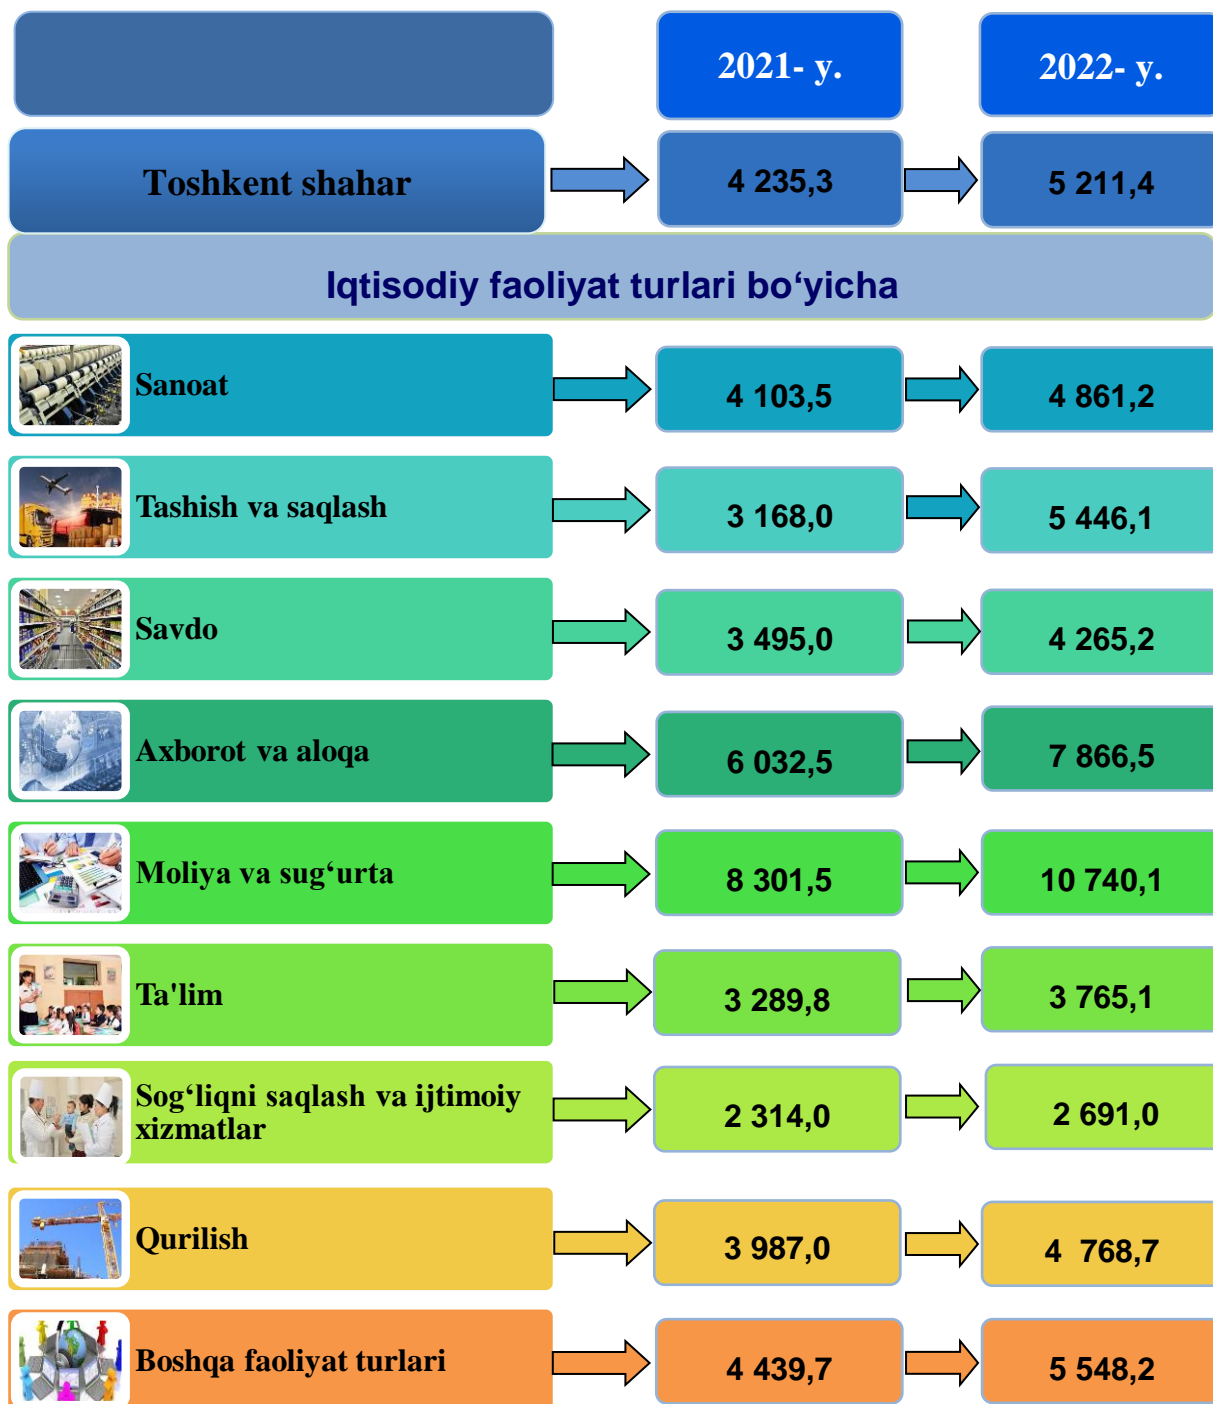 2021- y. 2022- y.
Toshkent shahar 4 235,3 5 211,4
Iqtisodiy faoliyat turlari bo‘yicha
Sanoat 4 103,5 4 861,2
Tashish va saqlash 3 168,0 5 446,1
Savdo 3 495,0 4 265,2
Axborot va aloqa 6 032,5 7 866,5
Moliya va sug‘urta 8 301,5 10 740,1
Ta'lim 3 289,8 3 765,1
Sog‘liqni saqlash va ijtimoiy
xizmatlar 2 314,0 2 691,0
Qurilish 3 987,0 4 768,7
Boshqa faoliyat turlari 4 439,7 5 548,2